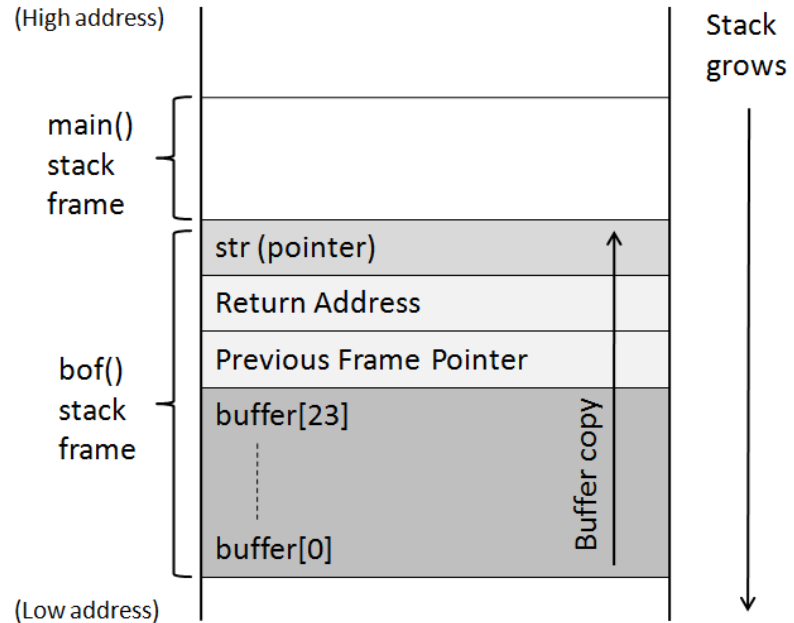 (High address)
Stack
grows
main()
stack
frame
str (pointer)
Return Address
Previous Frame Pointer
bof()
stack
frame
buffer[23]
Buffer copy
buffer[0]
(Low address)